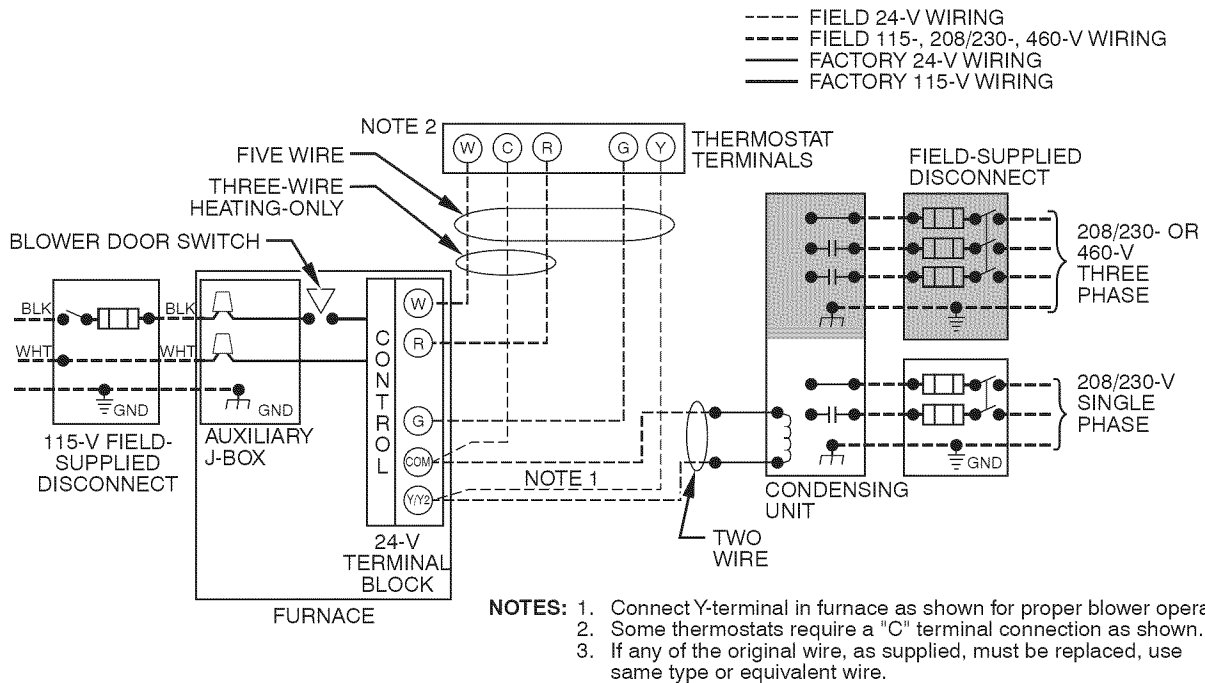 FIELD 24-V WIRING
FIELD 115-, 208/230-, 460-V WIRING
FACTORY 24-V WIRING
FACTORY 115-V WIRING
NOTE 2
W C R G Y
THERMOSTAT
TERMINALS
FIVE WIRE
THREE-WIRE
HEATING-ONLY
BLOWER DOOR SWITCH
FIELD-SUPPLIED
DISCONNECT
208/230- OR
460-V
THREE
PHASE
BLK
BLK
WHT
WHT
GND
GND
115-V FIELD-
SUPPLIED
DISCONNECT
AUXILIARY
J-BOX
CONTROL
W
R
G
COM
Y/Y2
24-V
TERMINAL
BLOCK
FURNACE
NOTE 1
TWO
WIRE
CONDENSING
UNIT
208/230-V
SINGLE
PHASE
GND
NOTES: 1. Connect Y-terminal in furnace as shown for proper blower opera
2. Some thermostats require a "C" terminal connection as shown.
3. If any of the original wire, as supplied, must be replaced, use
same type or equivalent wire.